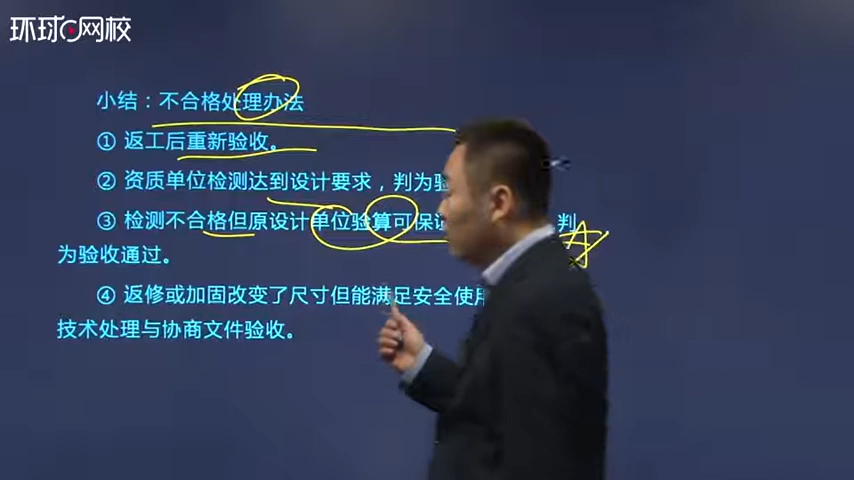 环球网校
小结：不合格处理办法
① 返工后重新验收。
② 资质单位检测达到设计要求，判为验
③ 检测不合格但原设计单位验算可保证 判
为验收通过。
④ 返修或加固改变了尺寸但能满足安全使用
技术处理与协商文件验收。